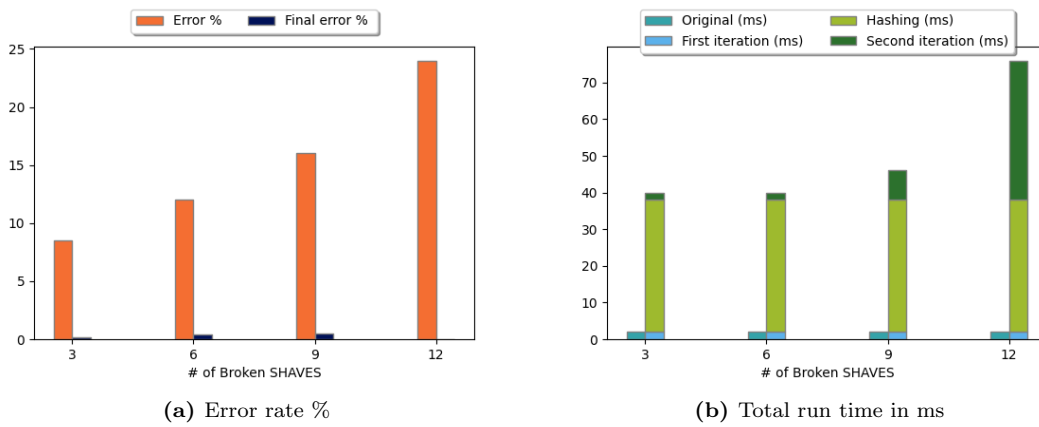 Error %
Final error %
25
20
15
10
5
0
3
6
9
12
# of Broken SHAVES
(a) Error rate %
Original (ms)
Hashing (ms)
First iteration (ms)
Second iteration (ms)
70
60
50
40
30
20
10
0
3
6
9
12
# of Broken SHAVES
(b) Total run time in ms